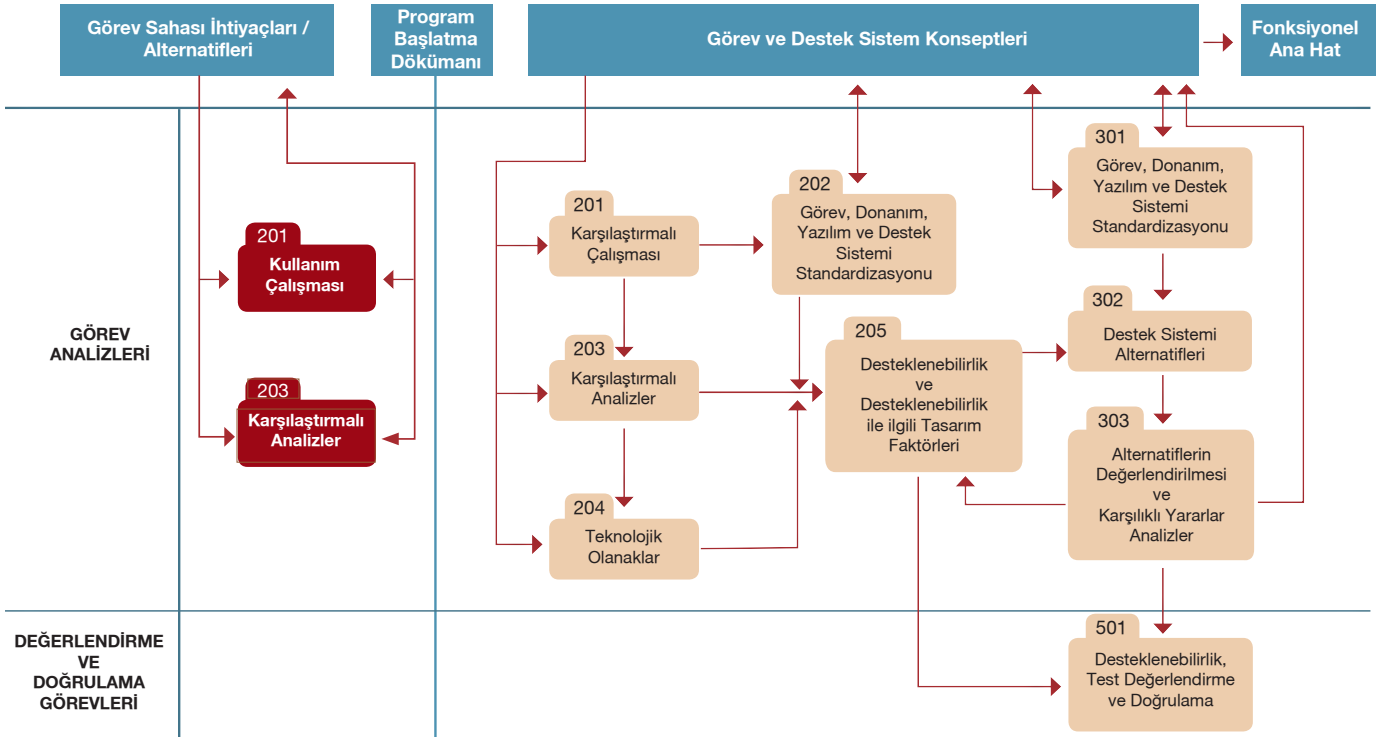 Görev Sahası İhtiyaçları /
Alternatifleri
Program
Başlatma
Dökümanı
Görev ve Destek Sistem Konseptleri
Fonksiyonel
Ana Hat
GÖREV
ANALİZLERİ
201
Kullanım
Çalışması
203
Karşılaştırmalı
Analizler
201
Karşılaştırmalı
Çalışması
202
Görev, Donanım,
Yazılım ve Destek
Sistemi
Standardizasyonu
203
Karşılaştırmalı
Analizler
204
Teknolojik
Olanaklar
205
Desteklenebilirlik
ve
Desteklenebilirlik
ile ilgili Tasarım
Faktörleri
301
Görev, Donanım,
Yazılım ve Destek
Sistemi
Standardizasyonu
302
Destek Sistemi
Alternatifleri
303
Alternatiflerin
Değerlendirilmesi
ve
Karşılıklı Yararlar
Analizler
DEĞERLENDİRME
VE
DOĞRULAMA
GÖREVLERİ
501
Desteklenebilirlik,
Test Değerlendirme
ve Doğrulama